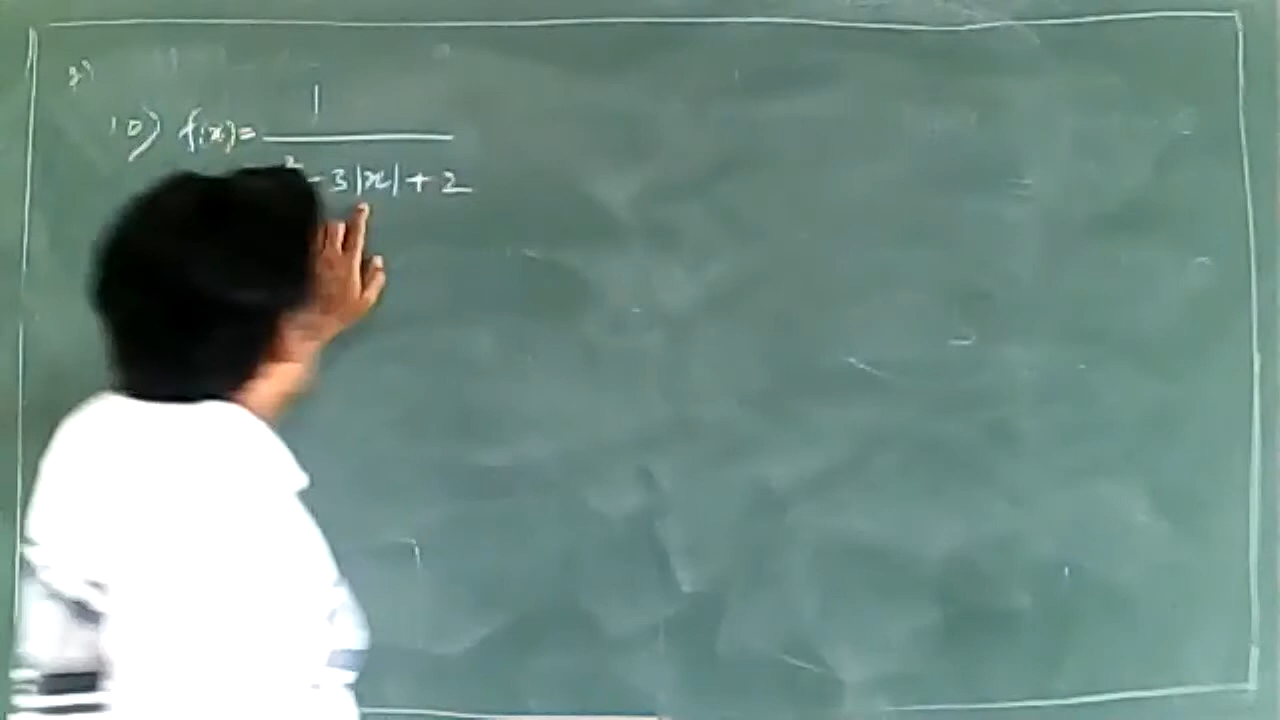 10) f(x) = 1
² - 3|x| + 2